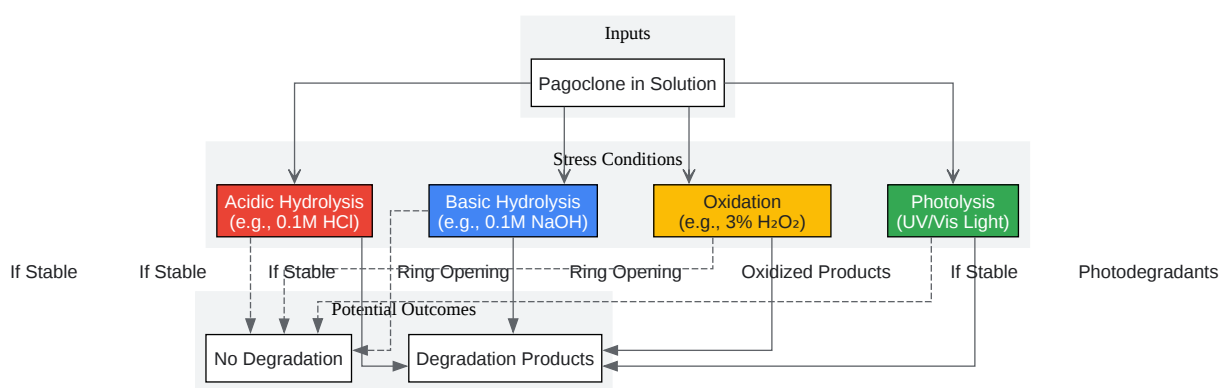 Inputs
Pagoclone in Solution
Stress Conditions
Acidic Hydrolysis
(e.g., 0.1M HCl)
Basic Hydrolysis
(e.g., 0.1M NaOH)
Oxidation
(e.g., 3% H₂O₂)
Photolysis
(UV/Vis Light)
If Stable
If Stable
If Stable
Ring Opening
Ring Opening
Oxidized Products
If Stable
Photodegradants
Potential Outcomes
No Degradation
Degradation Products